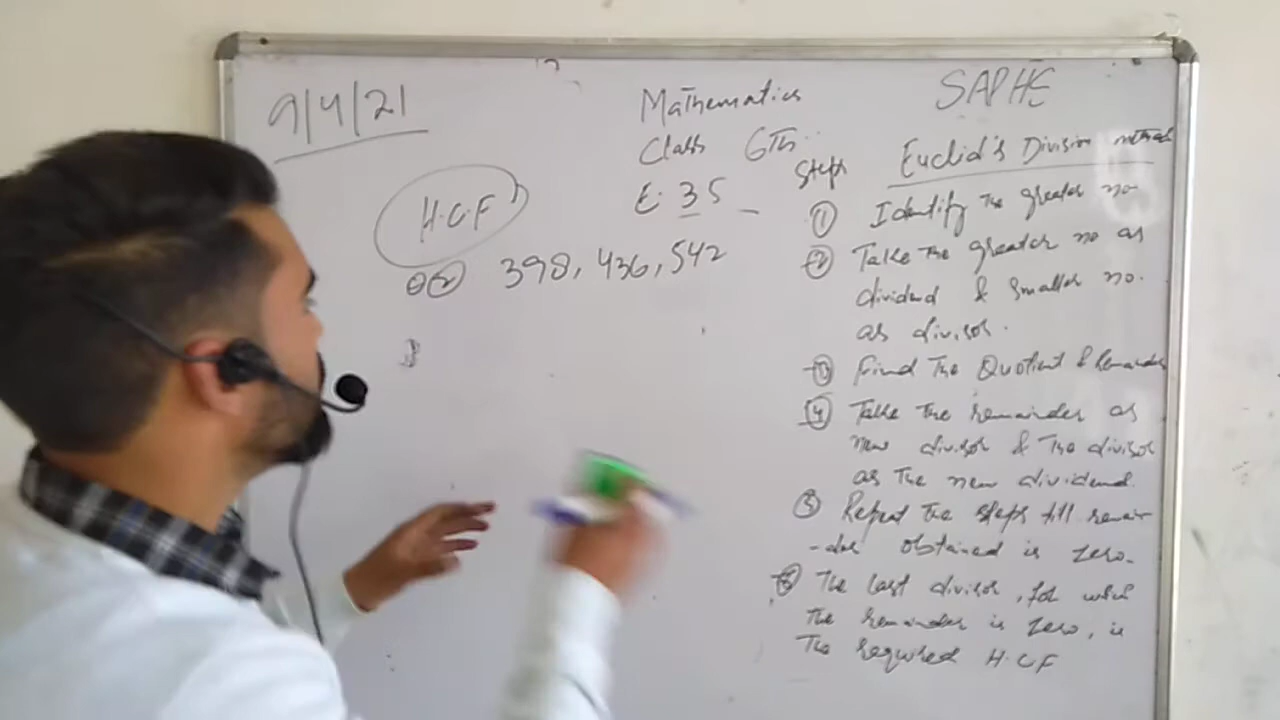 9/4/21
Mathematics
Class 6Th
E. 35
H.C.F
398, 436, 542
SAPHE
Steps
Euclid's Division method
① Identify The greater no
② Take The greater no as
dividend & smaller no.
as divisor.
③ Find The Quotient & Remainder
④ Take the remainder as
new divisor & The divisor
as The new dividend.
⑤ Repeat The steps till remain
-der obtained is zero.
⑥ The last divisor, for which
The remainder is zero, is
The required H.C.F